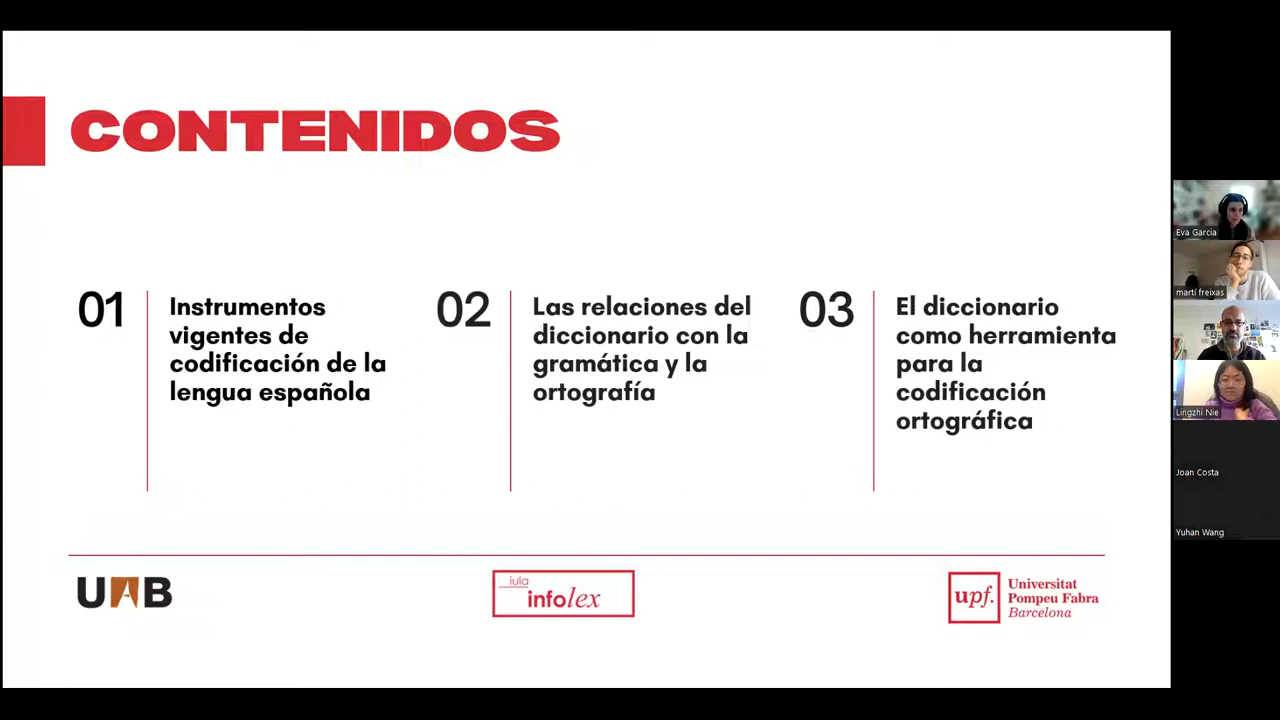 CONTENIDOS
01
Instrumentos
vigentes de
codificación de la
lengua española
02
Las relaciones del
diccionario con la
gramática y la
ortografía
03
El diccionario
como herramienta
para la
codificación
ortográfica
UAB
iula
infolex
upf.
Universitat
Pompeu Fabra
Barcelona
Eva Garcia
martí freixas
Lingzhi Nie
Joan Costa
Yuhan Wang